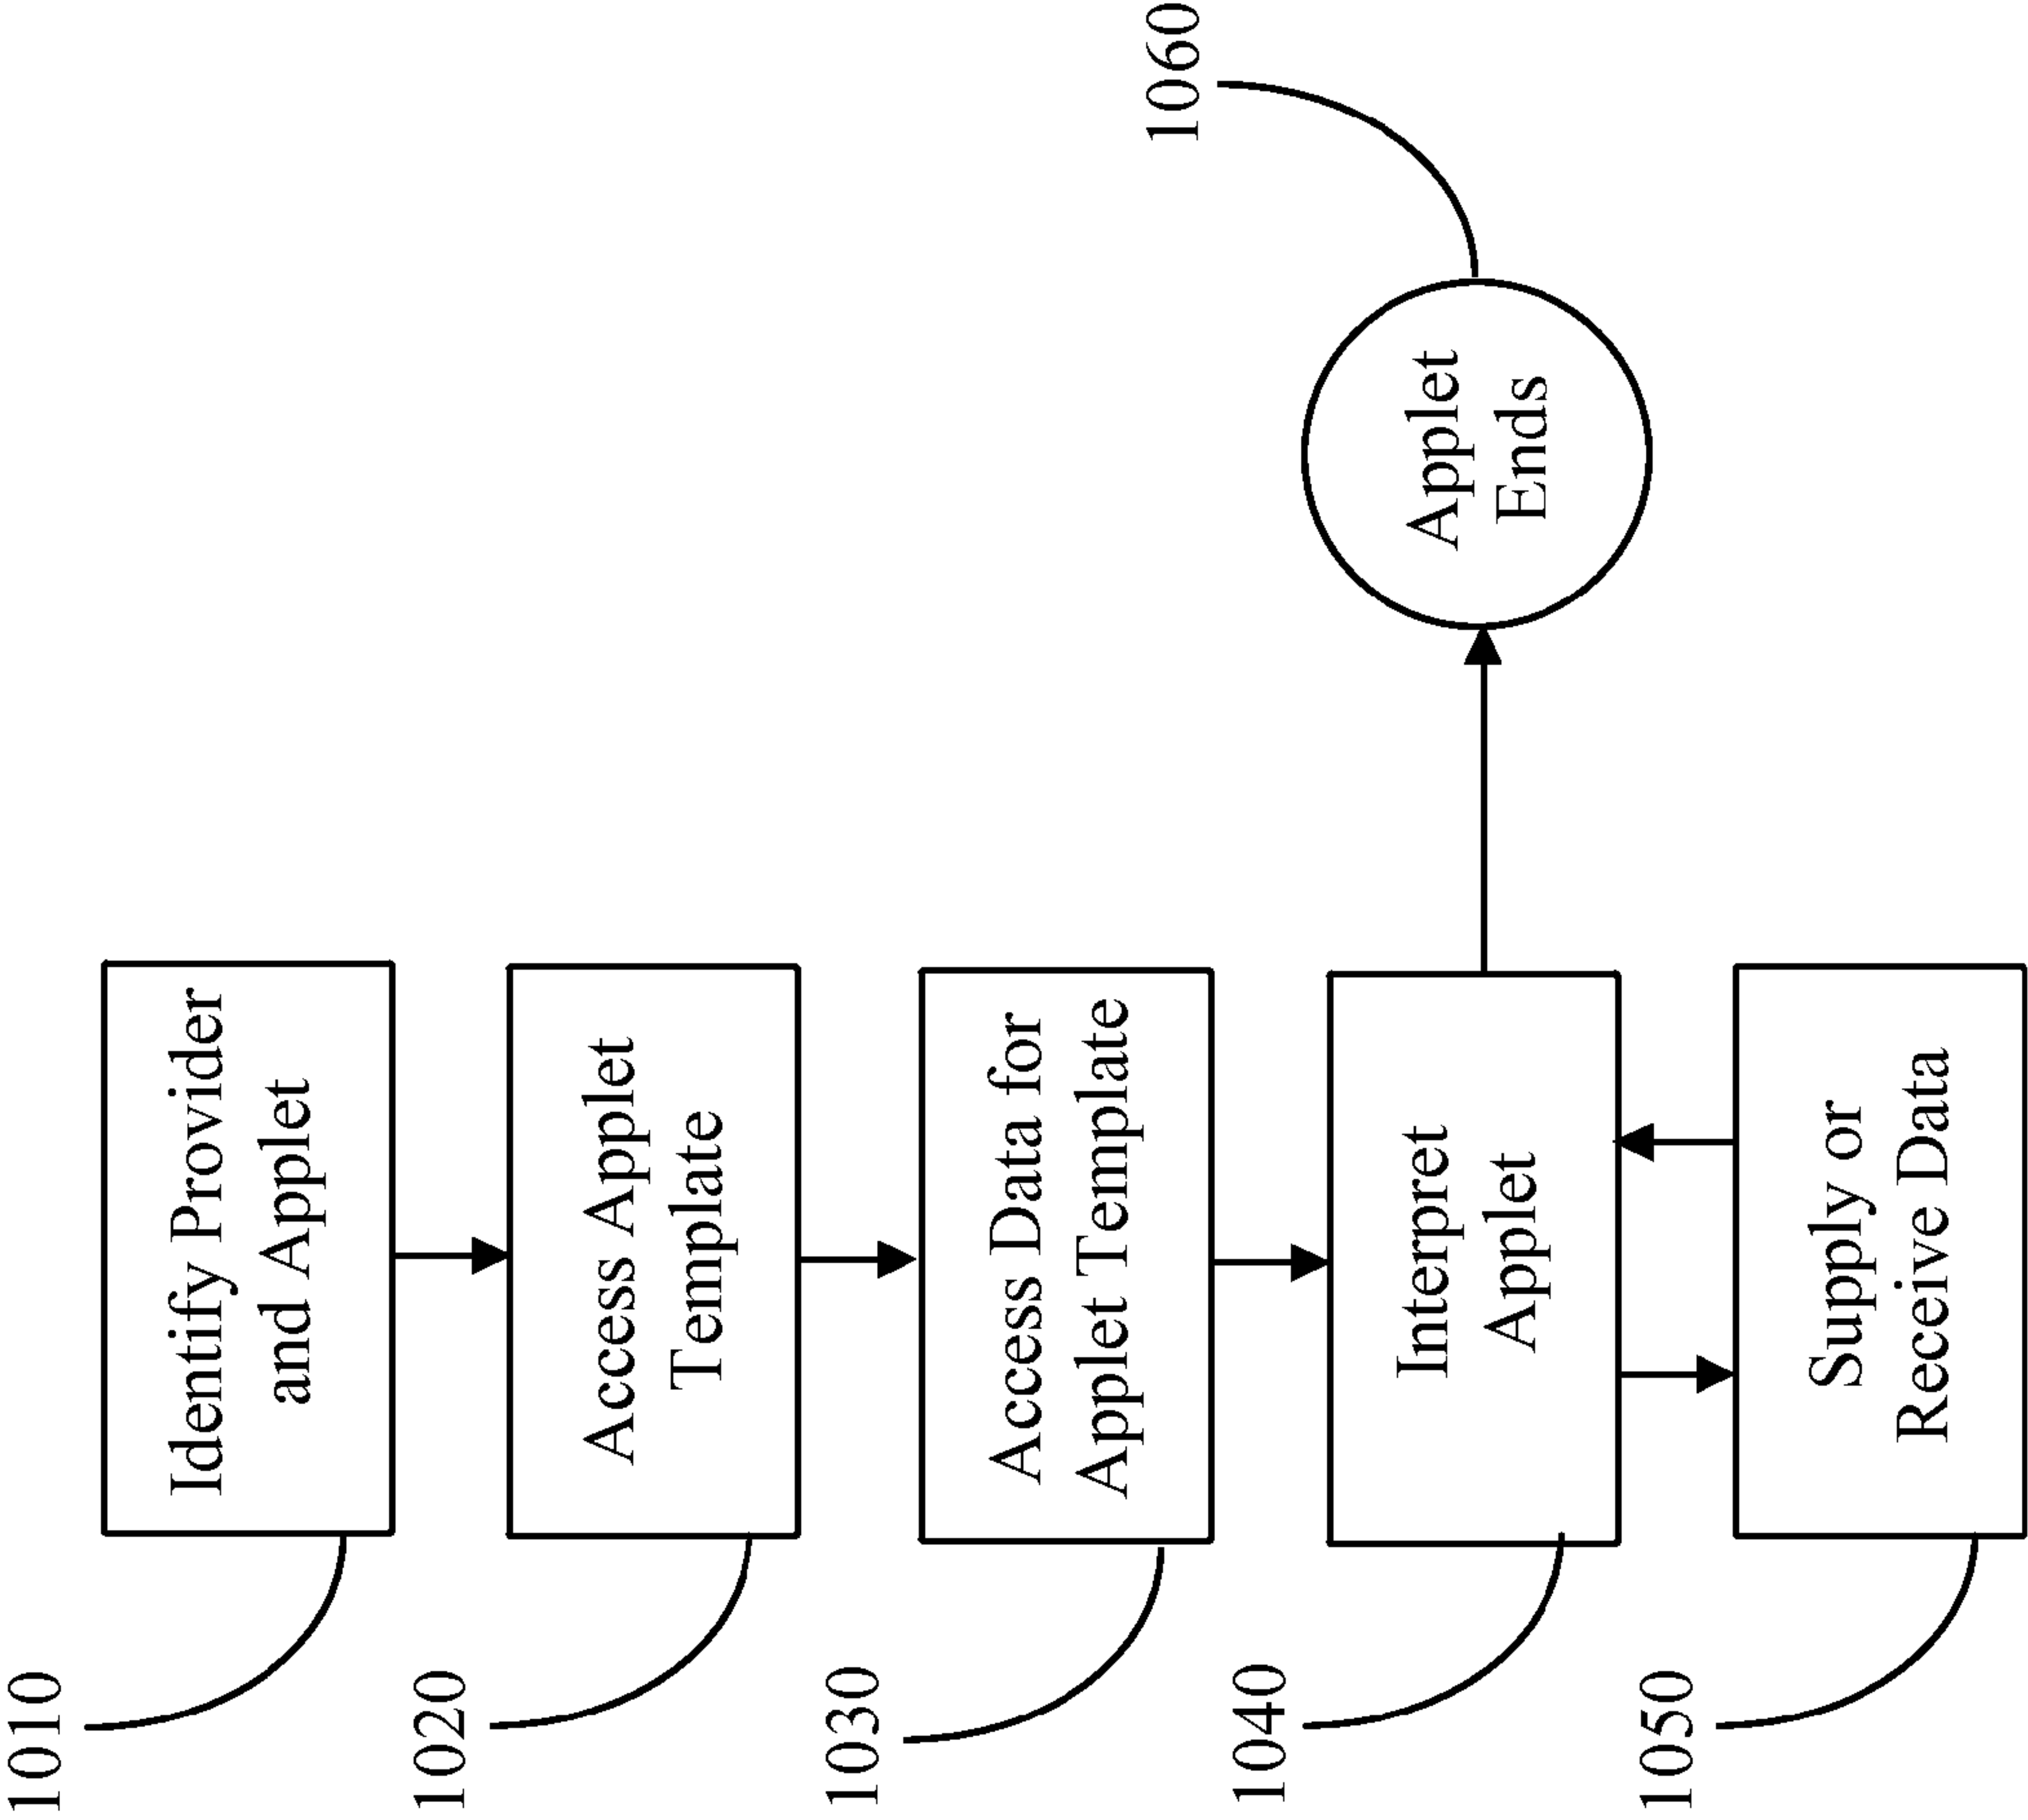 1010
Identify Provider
and Applet
1020
Access Applet
Template
1030
Access Data for
Applet Template
1040
Interpret
Applet
1060
Applet
Ends
1050
Supply or
Receive Data